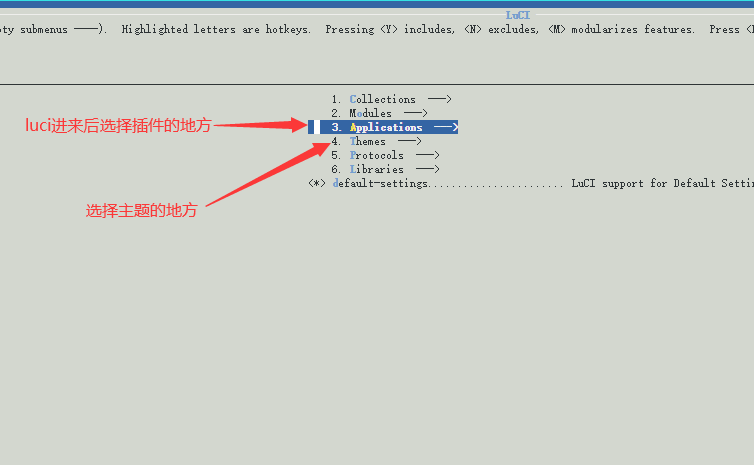 LuCI
pty submenus ----). Highlighted letters are hotkeys. Pressing <Y> includes, <N> excludes, <M> modularizes features. Press <
1. Collections --->
2. Modules --->
luci进来后选择插件的地方
3. Applications --->
4. Themes --->
5. Protocols --->
6. Libraries --->
<*> default-settings....................... LuCI support for Default Setti
选择主题的地方